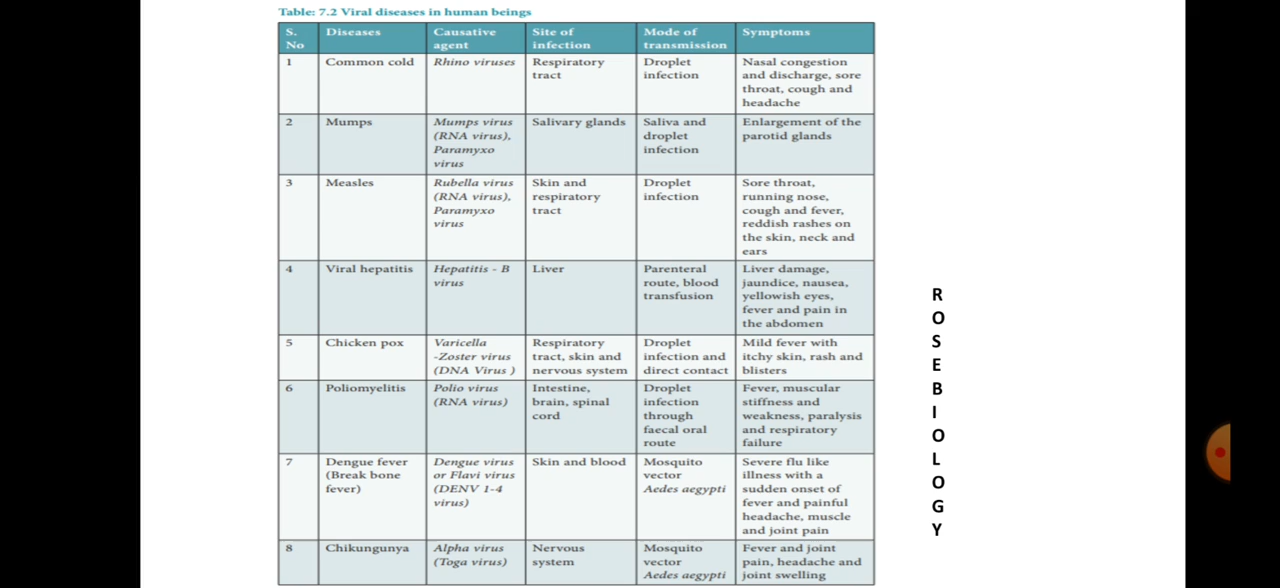 Table: 7.2 Viral diseases in human beings
S. No | Diseases | Causative agent | Site of infection | Mode of transmission | Symptoms
1 | Common cold | Rhino viruses | Respiratory tract | Droplet infection | Nasal congestion and discharge, sore throat, cough and headache
2 | Mumps | Mumps virus (RNA virus), Paramyxo virus | Salivary glands | Saliva and droplet infection | Enlargement of the parotid glands
3 | Measles | Rubella virus (RNA virus), Paramyxo virus | Skin and respiratory tract | Droplet infection | Sore throat, running nose, cough and fever, reddish rashes on the skin, neck and ears
4 | Viral hepatitis | Hepatitis - B virus | Liver | Parenteral route, blood transfusion | Liver damage, jaundice, nausea, yellowish eyes, fever and pain in the abdomen
5 | Chicken pox | Varicella -Zoster virus (DNA Virus ) | Respiratory tract, skin and nervous system | Droplet infection and direct contact | Mild fever with itchy skin, rash and blisters
6 | Poliomyelitis | Polio virus (RNA virus) | Intestine, brain, spinal cord | Droplet infection through faecal oral route | Fever, muscular stiffness and weakness, paralysis and respiratory failure
7 | Dengue fever (Break bone fever) | Dengue virus or Flavi virus (DENV 1-4 virus) | Skin and blood | Mosquito vector Aedes aegypti | Severe flu like illness with a sudden onset of fever and painful headache, muscle and joint pain
8 | Chikungunya | Alpha virus (Toga virus) | Nervous system | Mosquito vector Aedes aegypti | Fever and joint pain, headache and joint swelling
ROSEBIOLOGY